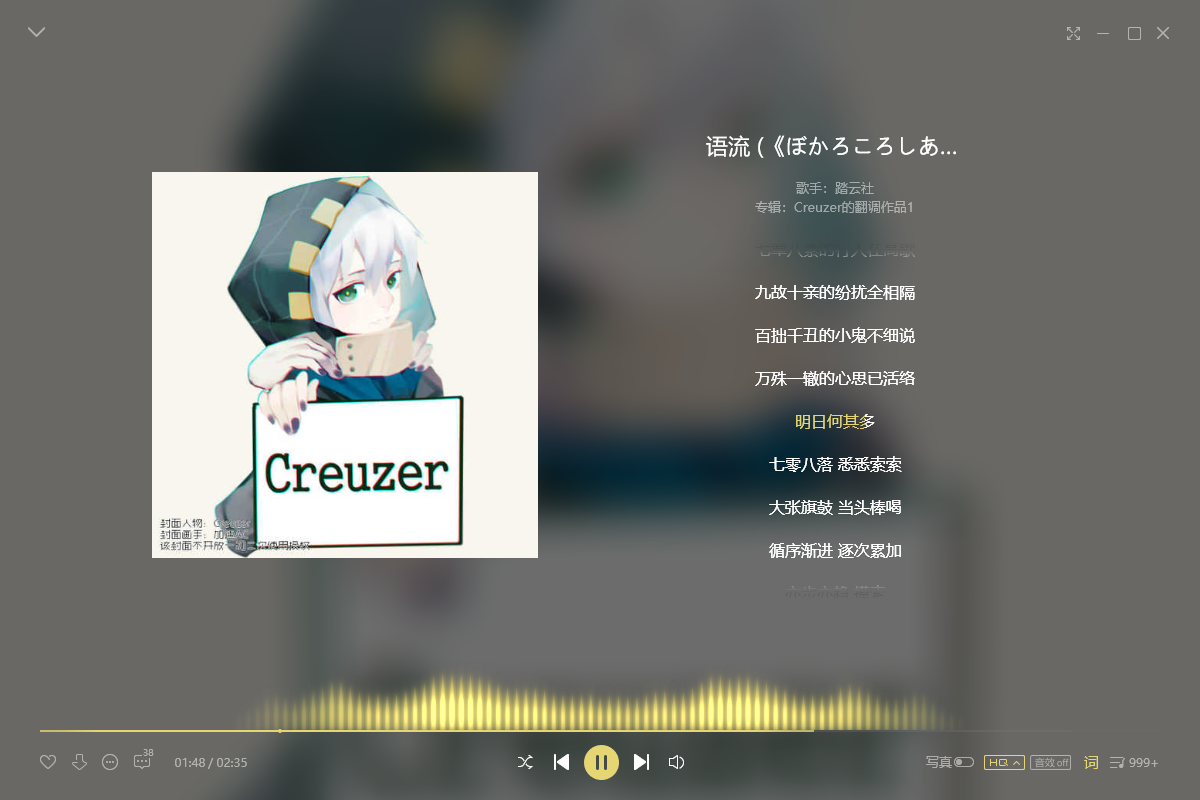 语流 (《ぼかろころしあ...
歌手：踏云社
专辑：Creuzer的翻调作品1
九故十亲的纷扰全相隔
百拙千丑的小鬼不细说
万殊一辙的心思已活络
明日何其多
七零八落 悉悉索索
大张旗鼓 当头棒喝
循序渐进 逐次累加
Creuzer
封面人物：Creuzer
封面画手：
该封面不开放
38
01:48 / 02:35
写真
HQ
音效 off
词
999+